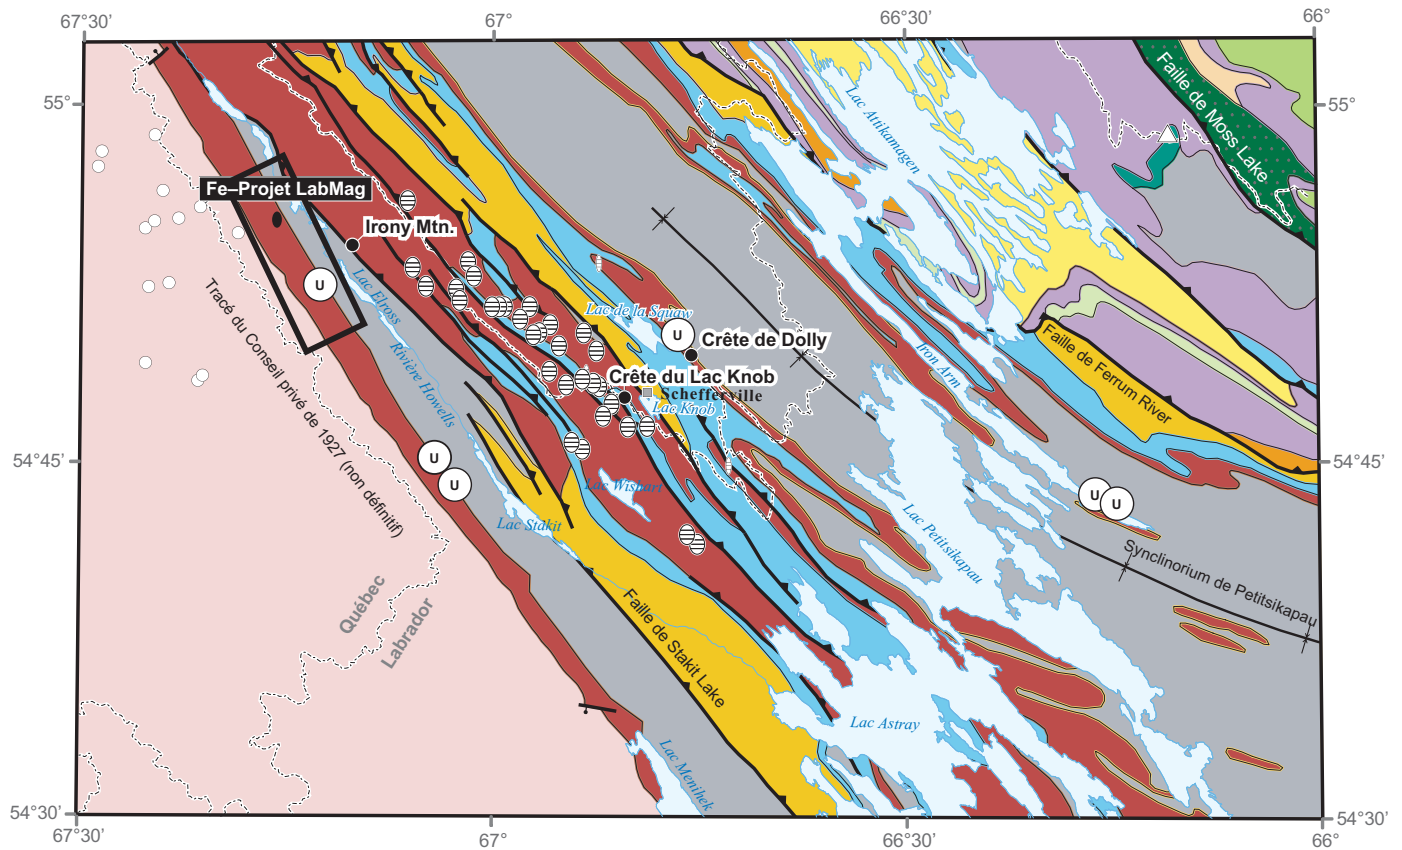 67°30’
67°
66°30’
66°
55°
55°
Faille de Moss Lake
Lac Attikamagen
Fe–Projet LabMag
Irony Mtn.
U
Lac Elross
Lac de la Squaw
U
Crête de Dolly
Tracé du Conseil privé de 1927 (non définitif)
Rivière Howells
Iron Arm
Crête du Lac Knob
Schefferville
Lac Knob
Faille de Ferrum River
54°45’
54°45’
U
U
Lac Wishart
U
U
Lac Stakit
Lac Petitsikapau
Synclinorium de Petitsikapau
Québec
Labrador
Faille de Stakit Lake
Lac Astray
Lac Menihek
54°30’
54°30’
67°30’
67°
66°30’
66°